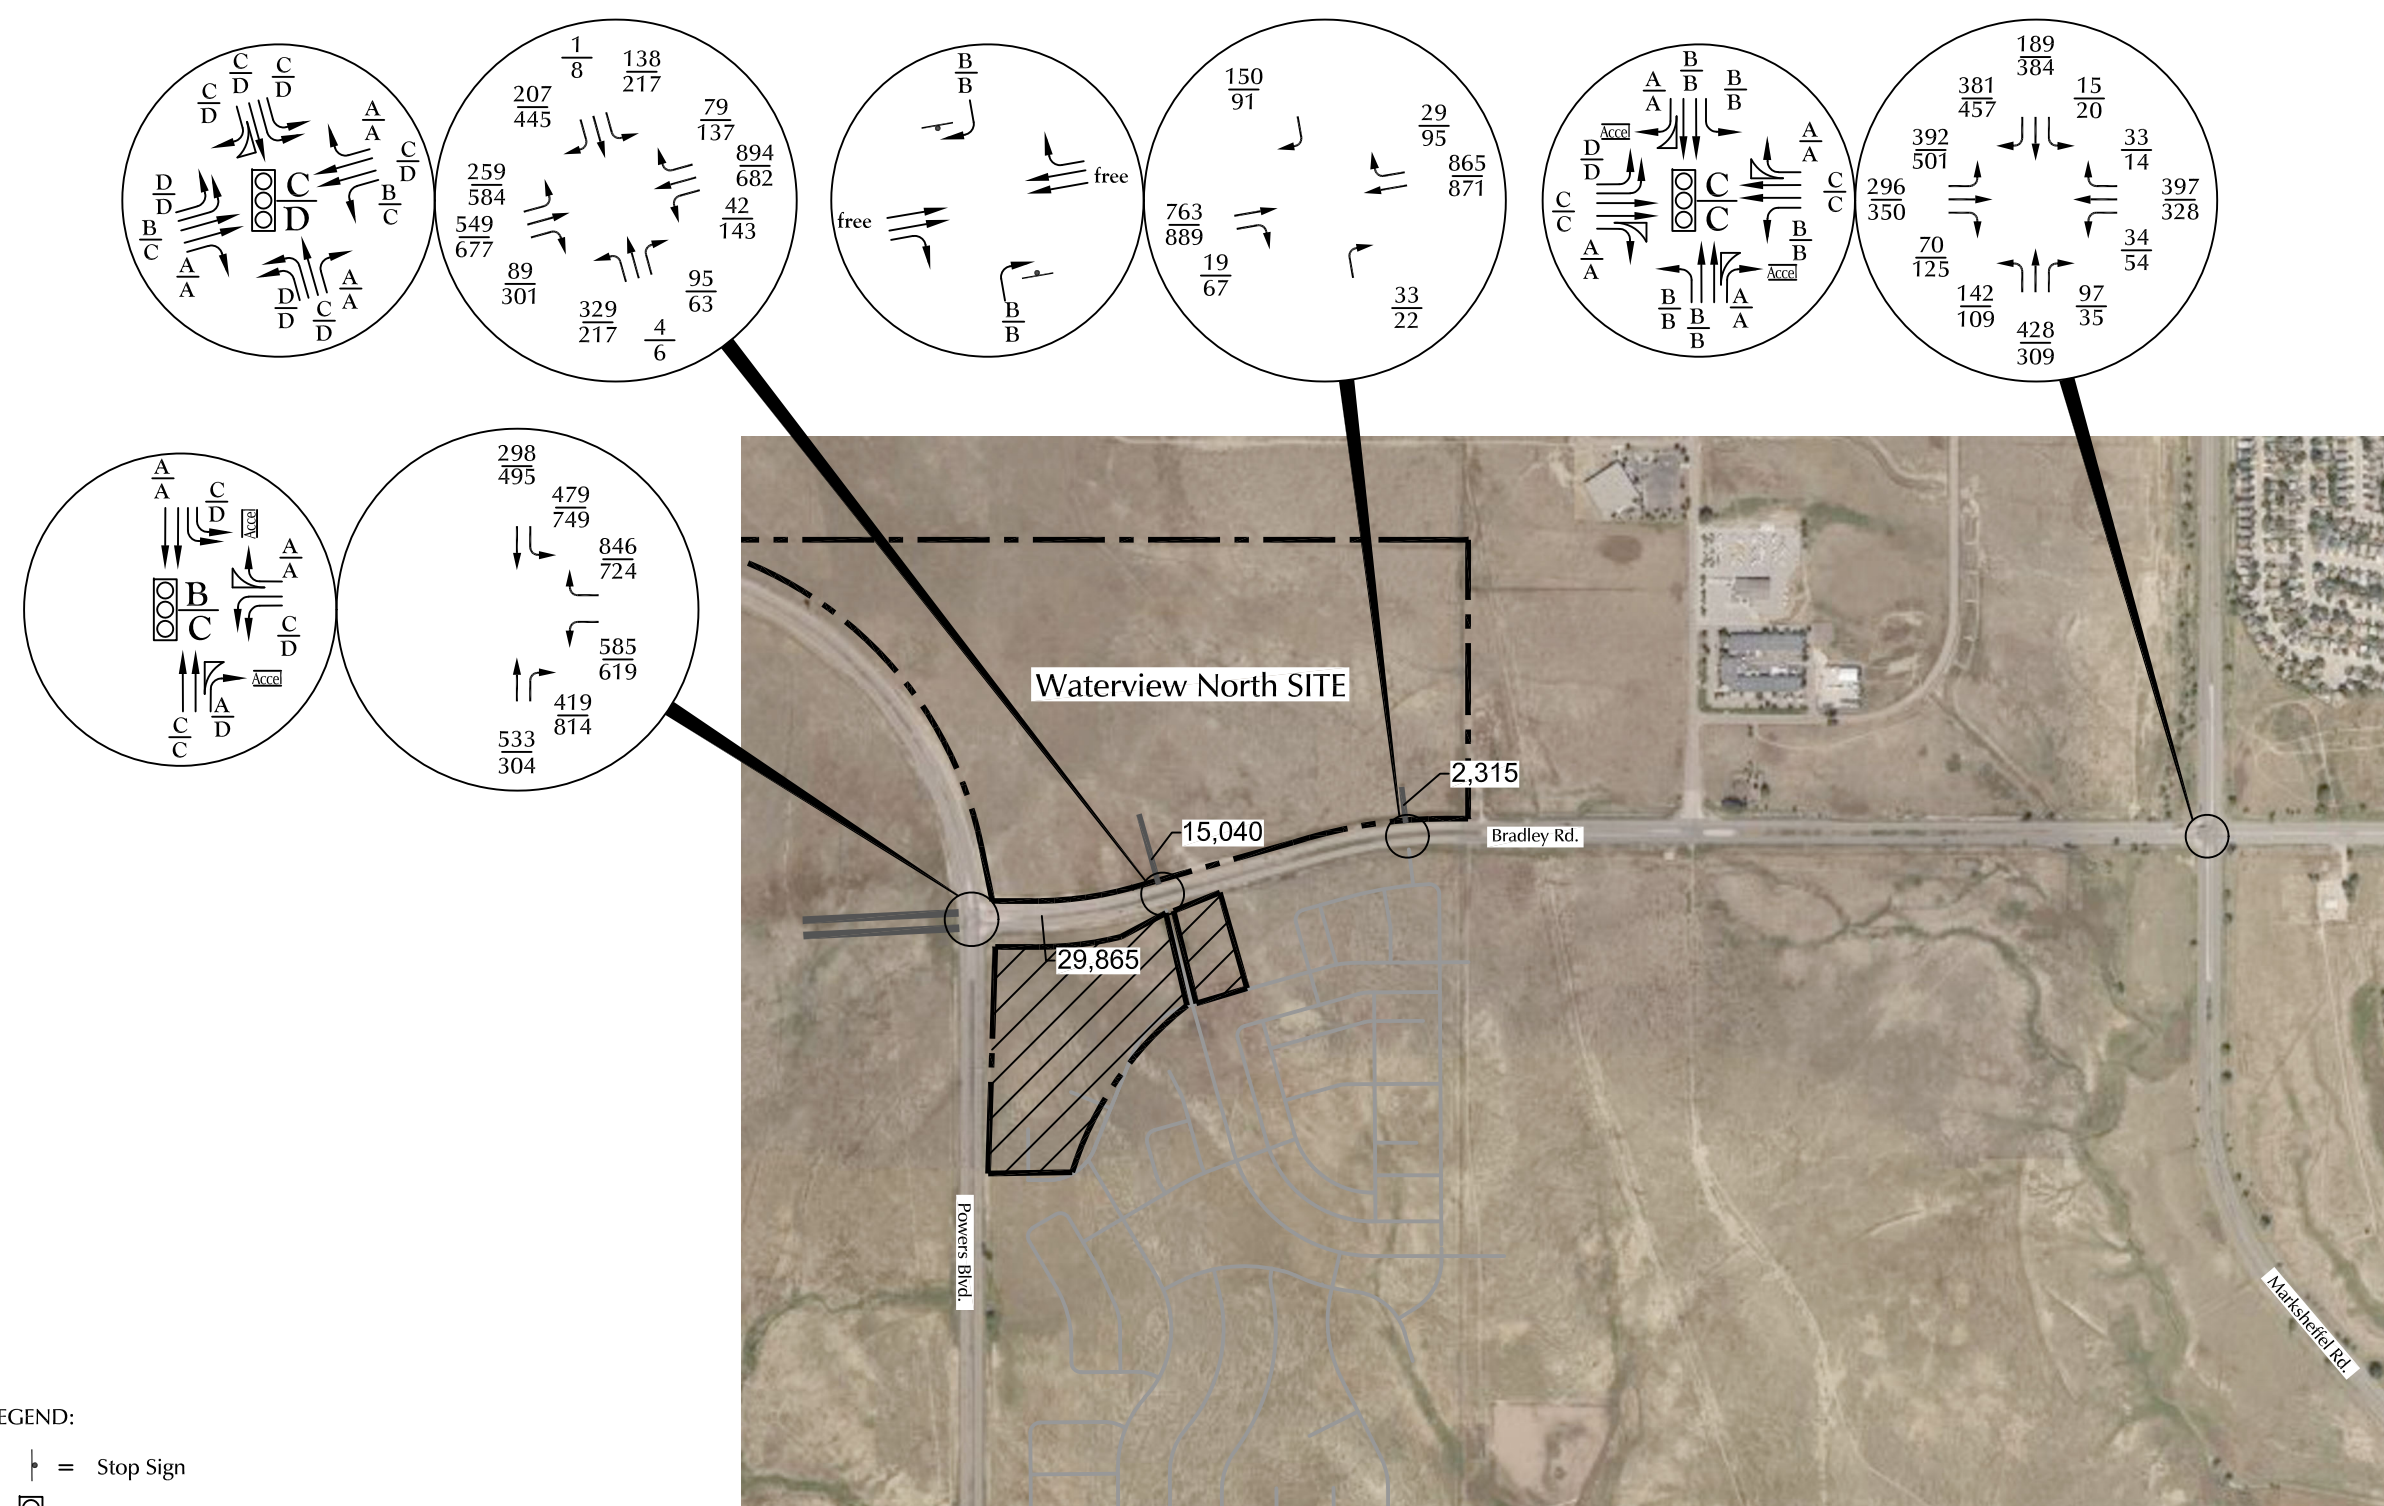 C
D
C
D
C
D
A
A
C
D
B
C
D
D
B
C
A
A
C
D
D
D
C
D
A
A
1
8
138
217
207
445
79
137
894
682
42
143
259
584
549
677
89
301
329
217
4
6
95
63
B
B
free
free
B
B
150
91
29
95
865
871
763
889
19
67
33
22
A
A
B
B
B
B
Accel
D
D
C
C
A
A
A
A
C
C
B
B
C
C
Accel
B
B
B
B
A
A
189
384
381
457
15
20
392
501
33
14
296
350
397
328
70
125
34
54
142
109
97
35
428
309
A
A
C
D
Accel
A
A
B
C
C
D
Accel
A
D
C
C
298
495
479
749
846
724
585
619
419
814
533
304
Waterview North SITE
2,315
15,040
Bradley Rd.
29,865
Powers Blvd.
Marksheffel Rd.
EGEND:
= Stop Sign